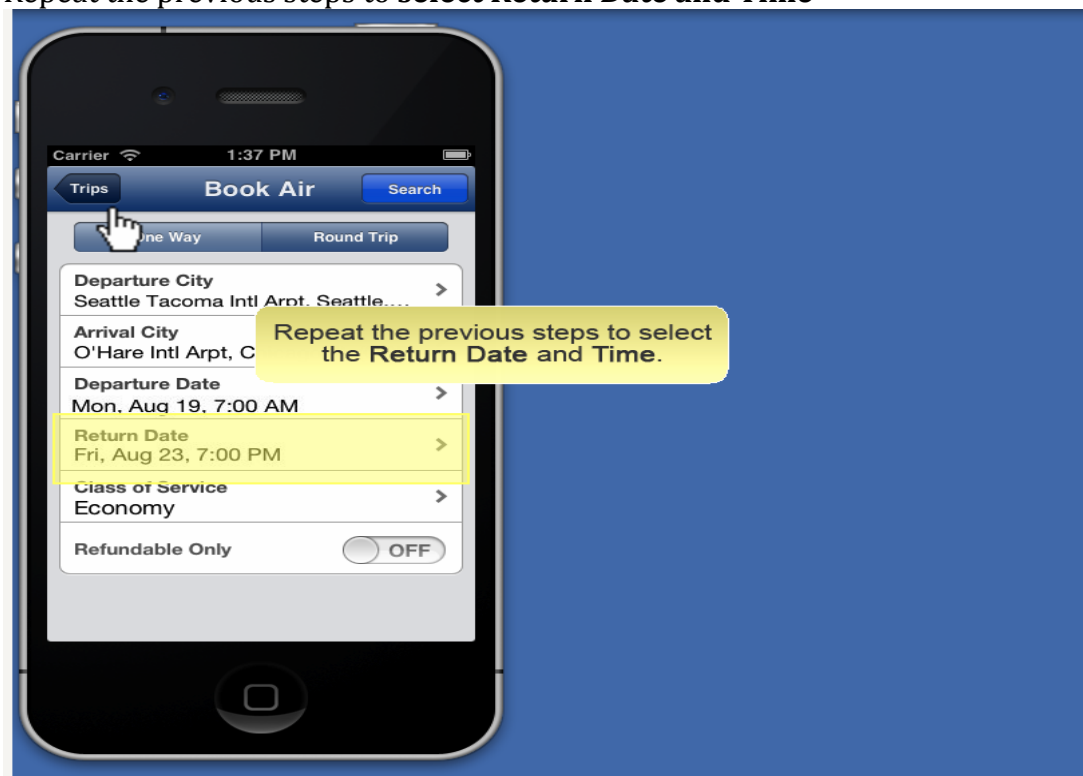 Repeat the previous steps to select Return Date and Time
Carrier 1:37 PM
Trips Book Air Search
One Way Round Trip
Departure City
Seattle Tacoma Intl Arpt, Seattle,...
Arrival City
O'Hare Intl Arpt, C
Repeat the previous steps to select
the Return Date and Time.
Departure Date
Mon, Aug 19, 7:00 AM
Return Date
Fri, Aug 23, 7:00 PM
Class of Service
Economy
Refundable Only OFF